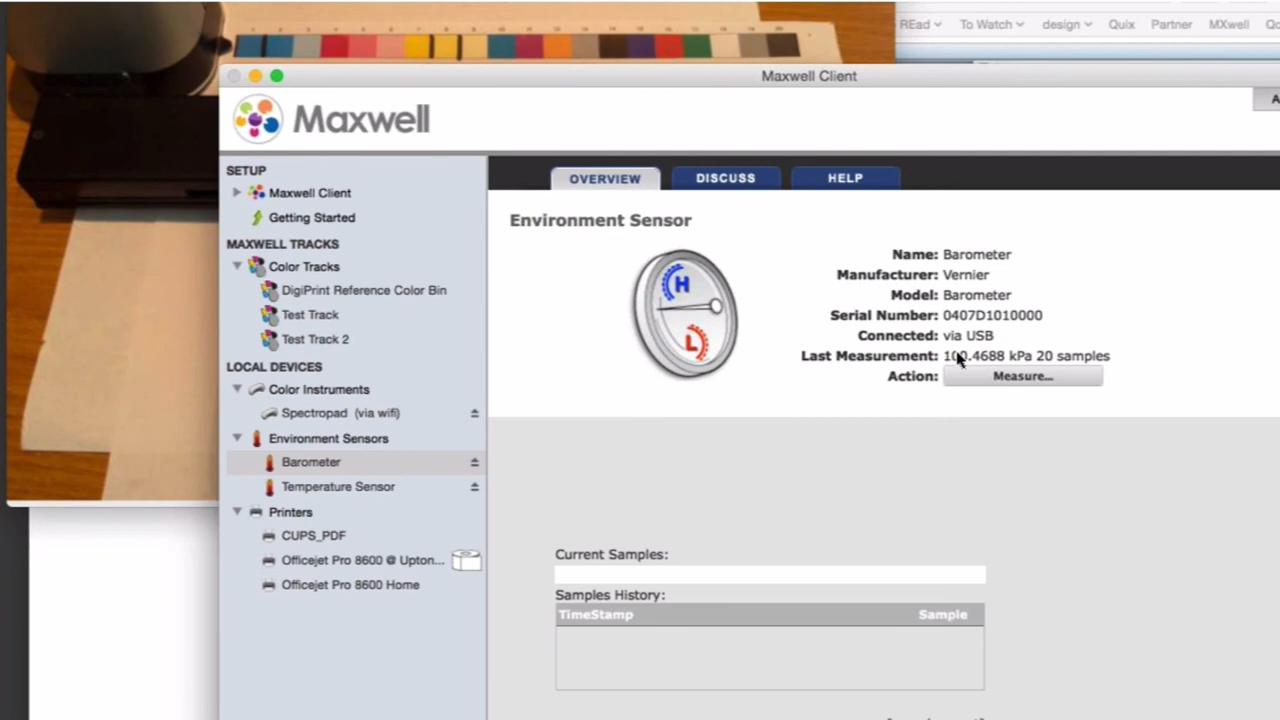 REad To Watch design Quix Partner MXwell
Maxwell Client
Maxwell
SETUP
Maxwell Client
Getting Started
MAXWELL TRACKS
Color Tracks
DigiPrint Reference Color Bin
Test Track
Test Track 2
LOCAL DEVICES
Color Instruments
Spectropad (via wifi)
Environment Sensors
Barometer
Temperature Sensor
Printers
CUPS_PDF
Officejet Pro 8600 @ Upton...
Officejet Pro 8600 Home
OVERVIEW DISCUSS HELP
Environment Sensor
H
L
Name: Barometer
Manufacturer: Vernier
Model: Barometer
Serial Number: 0407D1010000
Connected: via USB
Last Measurement: 100.4688 kPa 20 samples
Action: Measure...
Current Samples:
Samples History:
TimeStamp Sample